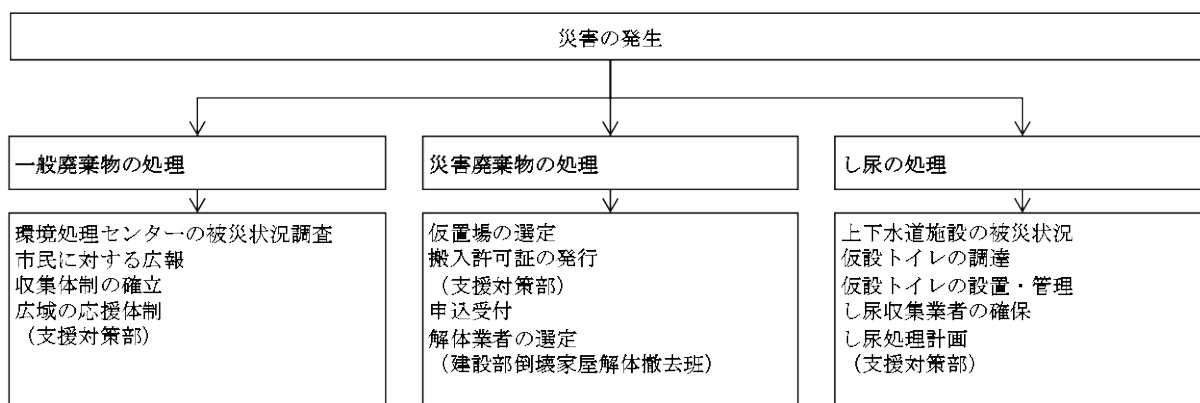 災害の発生
一般廃棄物の処理
環境処理センターの被災状況調査
市民に対する広報
収集体制の確立
広域の応援体制
（支援対策部）
災害廃棄物の処理
仮置場の選定
搬入許可証の発行
（支援対策部）
申込受付
解体業者の選定
（建設部倒壊家屋解体撤去班）
し尿の処理
上下水道施設の被災状況
仮設トイレの調達
仮設トイレの設置・管理
し尿収集業者の確保
し尿処理計画
（支援対策部）